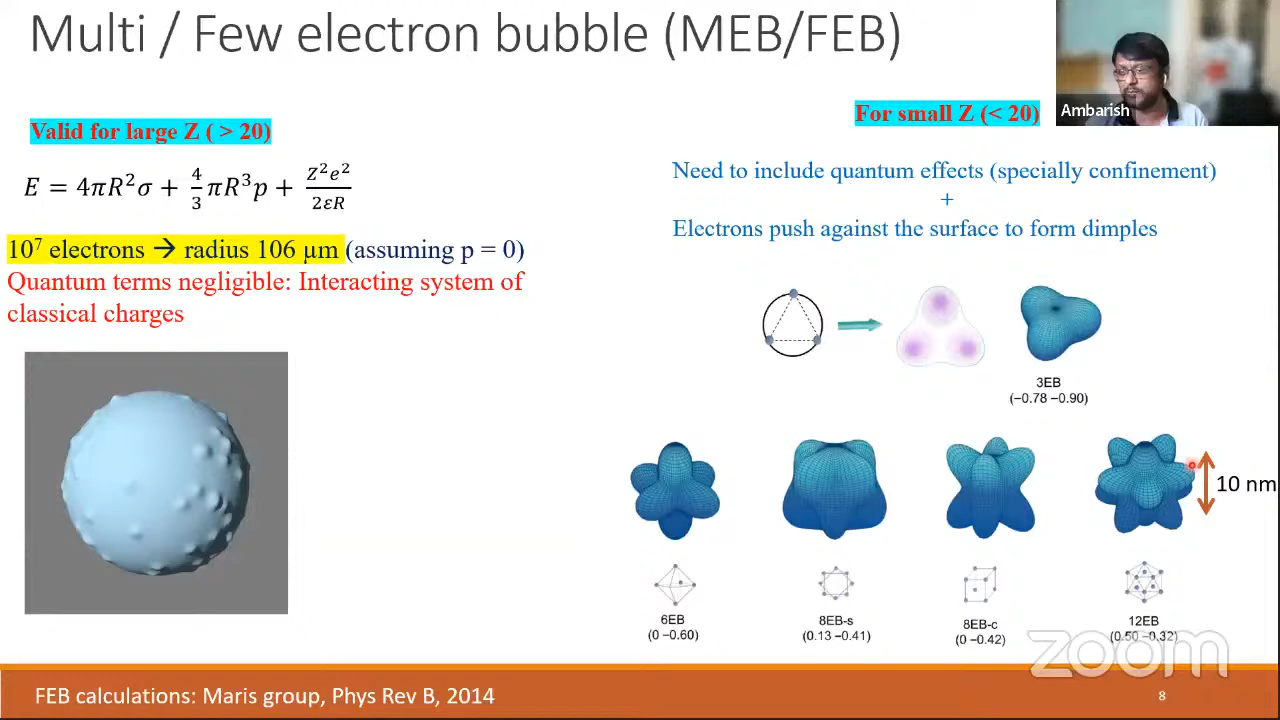 Multi / Few electron bubble (MEB/FEB)
Ambarish
Valid for large Z ( > 20)
E = 4πR²σ + 4/3 πR³p + Z²e²/2εR
10⁷ electrons → radius 106 µm (assuming p = 0)
Quantum terms negligible: Interacting system of
classical charges
For small Z (< 20)
Need to include quantum effects (specially confinement)
+
Electrons push against the surface to form dimples
3EB
(−0.78 −0.90)
10 nm
6EB
(0 −0.60)
8EB-s
(0.13 −0.41)
8EB-c
(0 −0.42)
12EB
(0.50 −0.32)
zoom
FEB calculations: Maris group, Phys Rev B, 2014
8